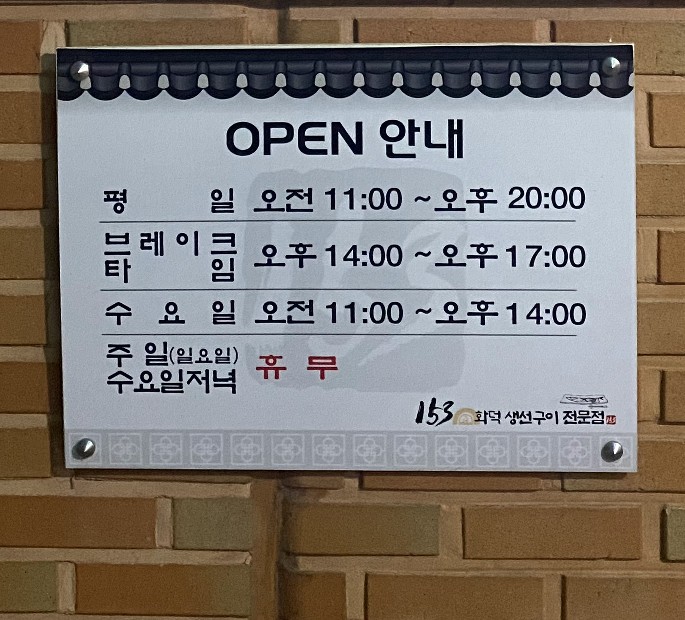 OPEN 안내
평 일 오전 11:00 ~ 오후 20:00
브레이크
타 임 오후 14:00 ~ 오후 17:00
수 요 일 오전 11:00 ~ 오후 14:00
주 일(일요일)
수요일저녁 휴 무
153 화덕 생선구이 전문점